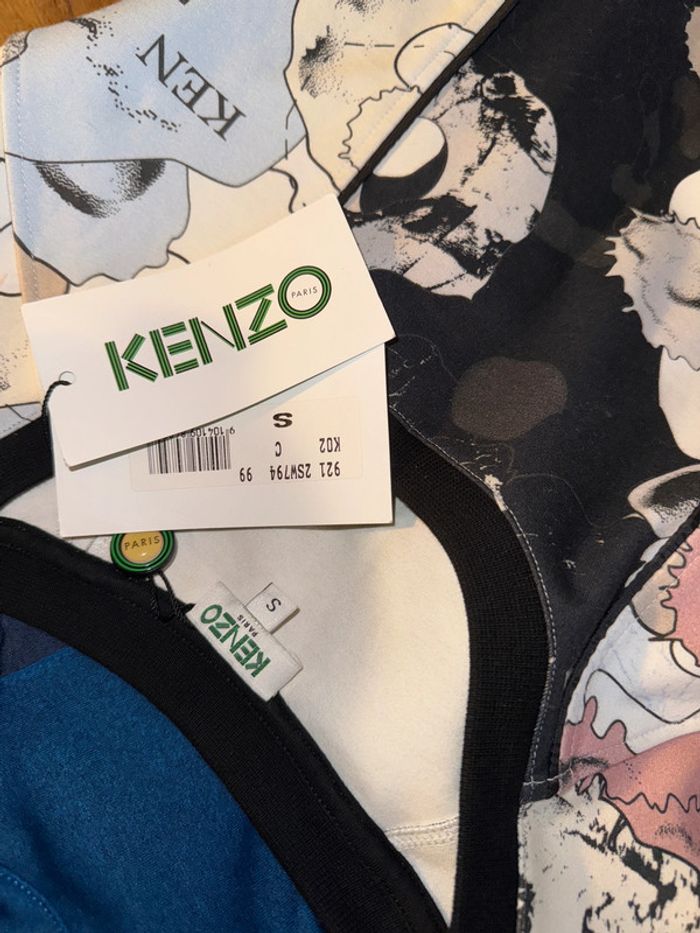 KEN
KENZO
PARIS
S
C
K02
921 2SW794 99
PARIS
S
KENZO
PARIS